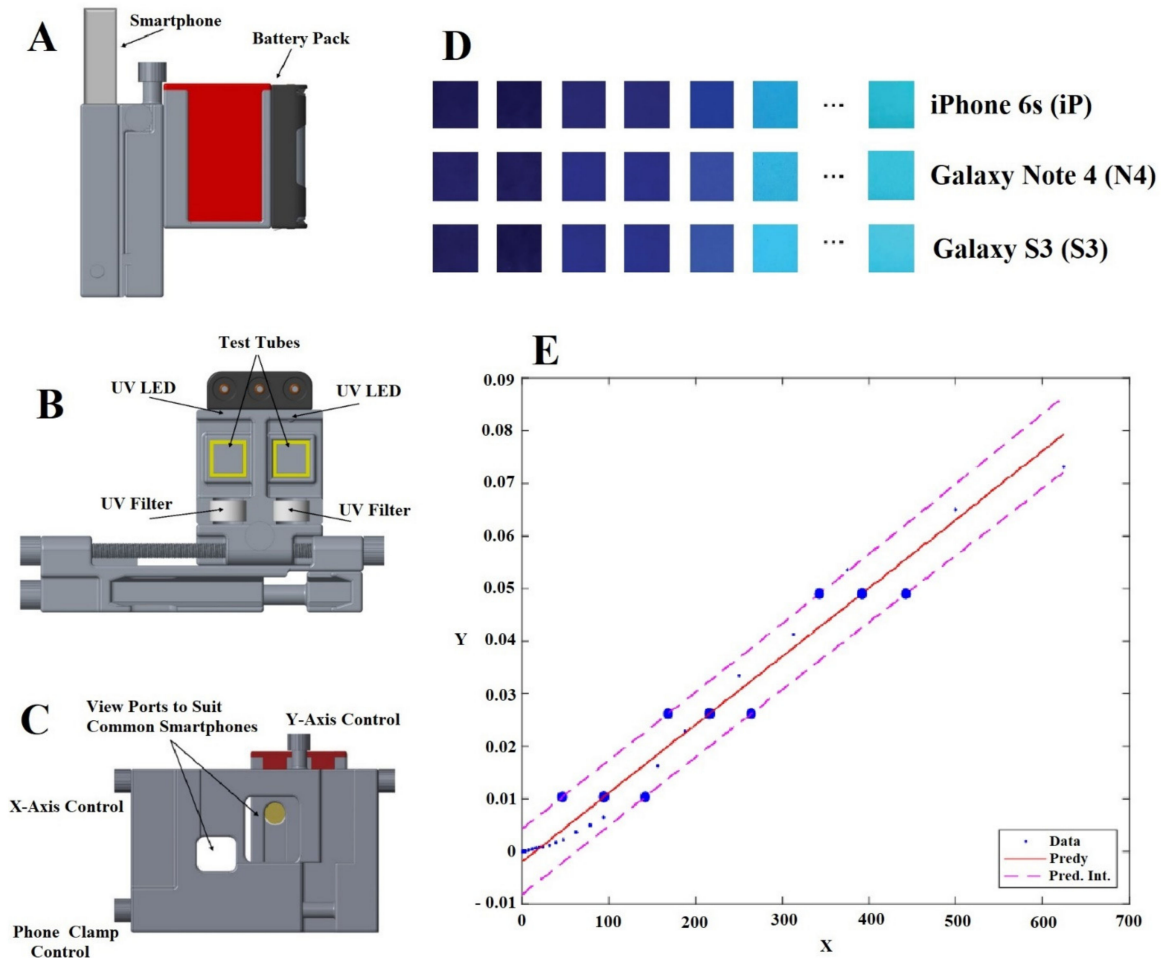 A
Smartphone
Battery Pack
B
Test Tubes
UV LED
UV LED
UV Filter
UV Filter
C
View Ports to Suit
Common Smartphones
Y-Axis Control
X-Axis Control
Phone Clamp
Control
D
...
iPhone 6s (iP)
...
Galaxy Note 4 (N4)
...
Galaxy S3 (S3)
E
0.09
0.08
0.07
0.06
0.05
Y
0.04
0.03
0.02
0.01
0
- 0.01
0
100
200
300
400
500
600
700
X
Data
Predy
Pred. Int.